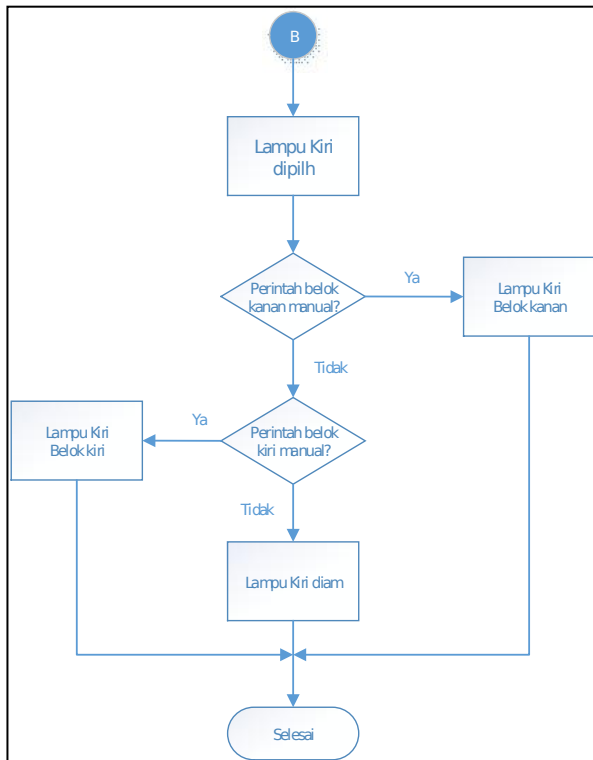 B
Lampu Kiri
dipilh
Perintah belok
kanan manual?
Ya
Lampu Kiri
Belok kanan
Tidak
Perintah belok
kiri manual?
Ya
Lampu Kiri
Belok kiri
Tidak
Lampu Kiri diam
Selesai